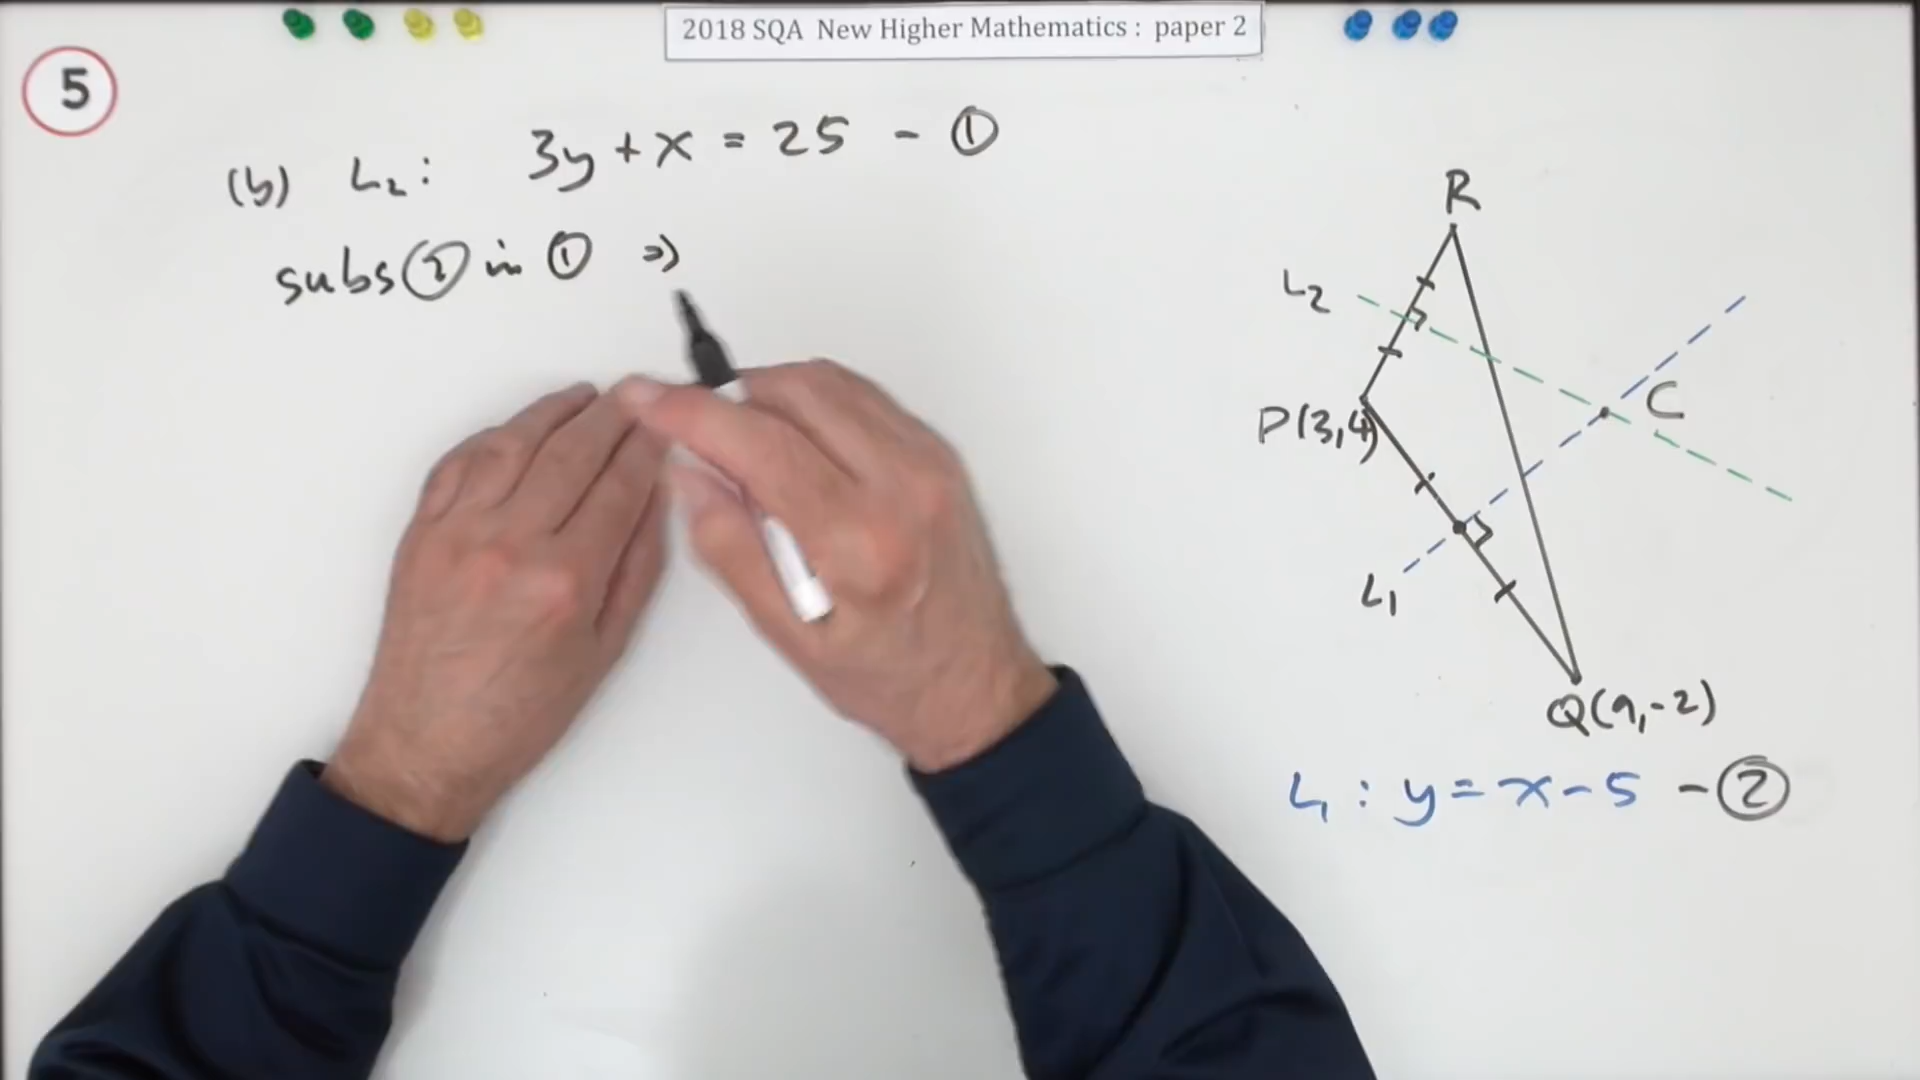 2018 SQA New Higher Mathematics : paper 2
5
(b) L₂ : 3y + x = 25 - ①
subs ② in ① ⇒
R
L₂
C
P(3,4)
L₁
Q(9,-2)
L₁ : y = x - 5 - ②